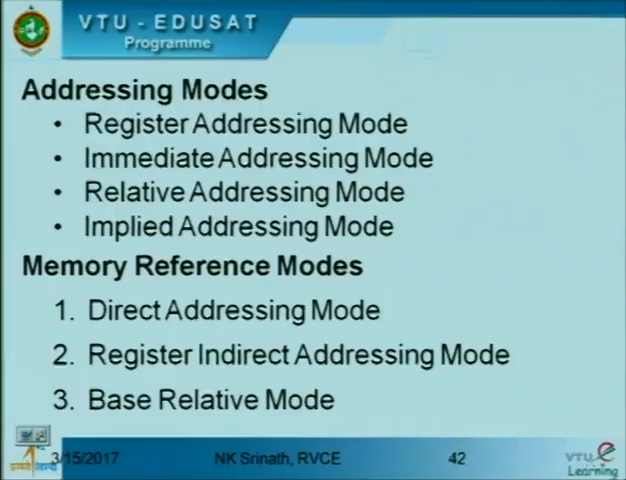 VTU - EDUSAT
Programme
Addressing Modes
• Register Addressing Mode
• Immediate Addressing Mode
• Relative Addressing Mode
• Implied Addressing Mode
Memory Reference Modes
1. Direct Addressing Mode
2. Register Indirect Addressing Mode
3. Base Relative Mode
3/15/2017 NK Srinath, RVCE 42
VTU e
Learning